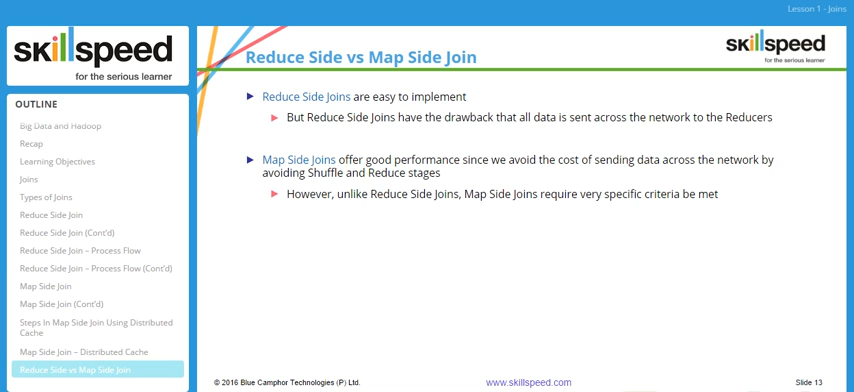 Lesson 1 - Joins
skillspeed
for the serious learner
OUTLINE
Big Data and Hadoop
Recap
Learning Objectives
Joins
Types of Joins
Reduce Side Join
Reduce Side Join (Cont'd)
Reduce Side Join – Process Flow
Reduce Side Join – Process Flow (Cont'd)
Map Side Join
Map Side Join (Cont'd)
Steps In Map Side Join Using Distributed
Cache
Map Side Join – Distributed Cache
Reduce Side vs Map Side Join
Reduce Side vs Map Side Join
skillspeed
for the serious learner
Reduce Side Joins are easy to implement
But Reduce Side Joins have the drawback that all data is sent across the network to the Reducers
Map Side Joins offer good performance since we avoid the cost of sending data across the network by
avoiding Shuffle and Reduce stages
However, unlike Reduce Side Joins, Map Side Joins require very specific criteria be met
© 2016 Blue Camphor Technologies (P) Ltd.
www.skillspeed.com
Slide 13